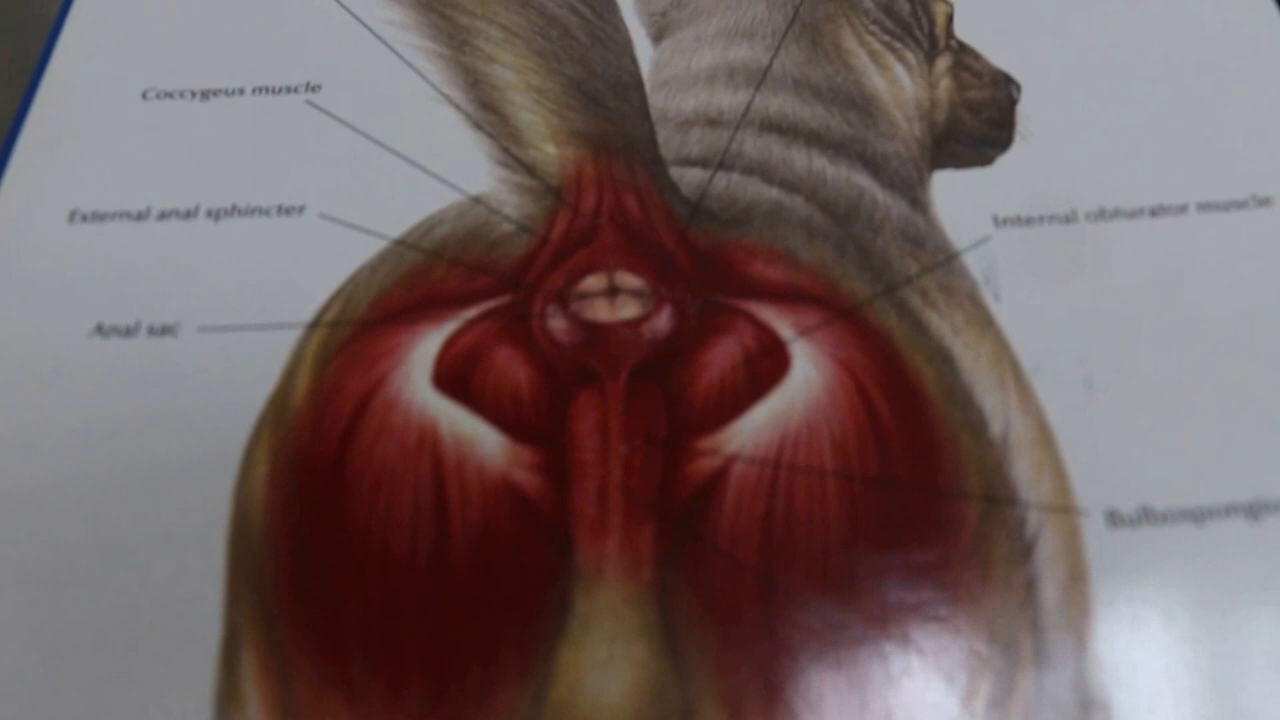 Coccygeus muscle
External anal sphincter
Internal obturator muscle
Anal sac